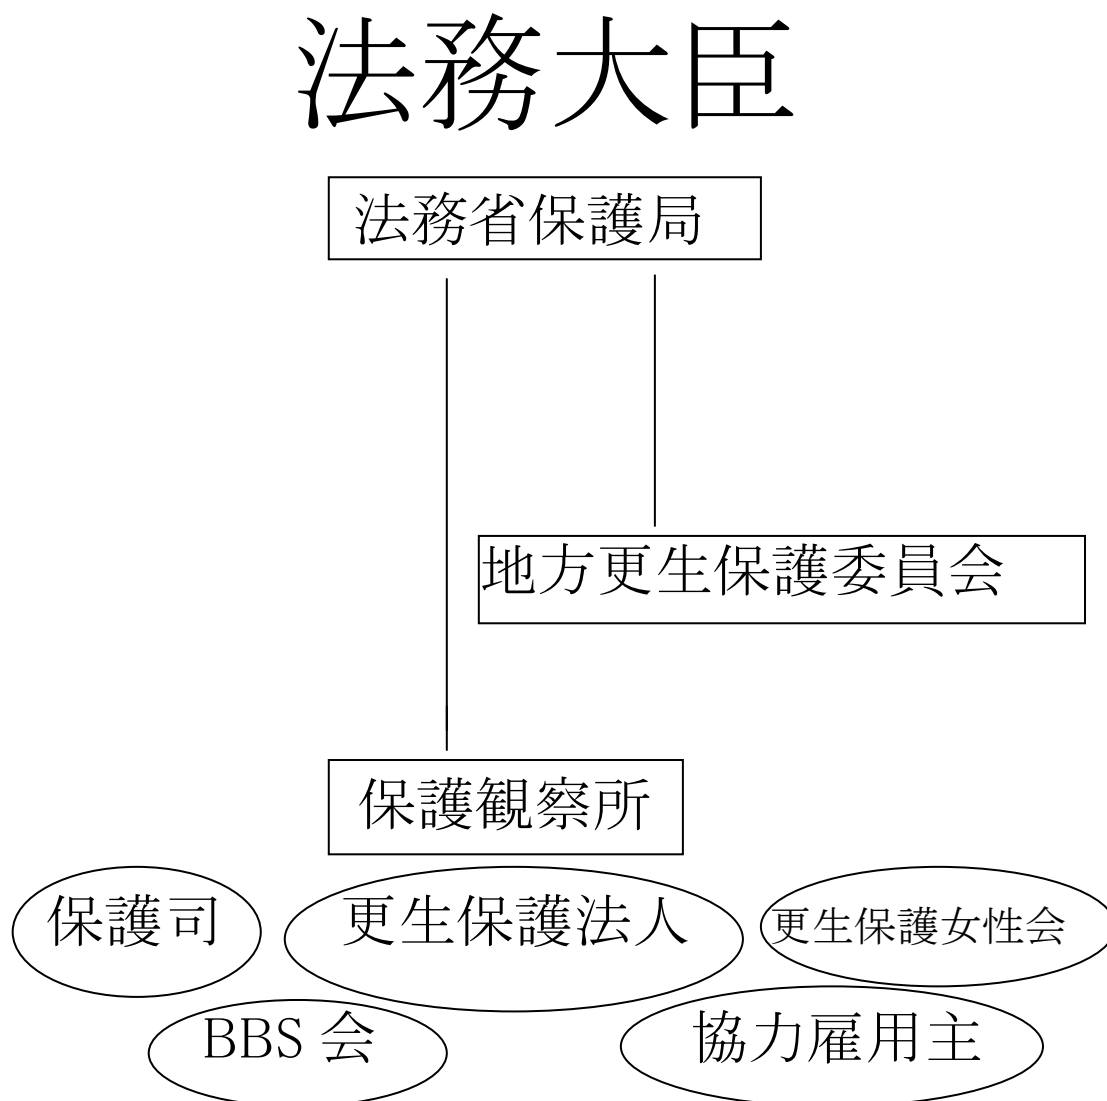 法務大臣
法務省保護局
地方更生保護委員会
保護観察所
保護司
更生保護法人
更生保護女性会
BBS 会
協力雇用主